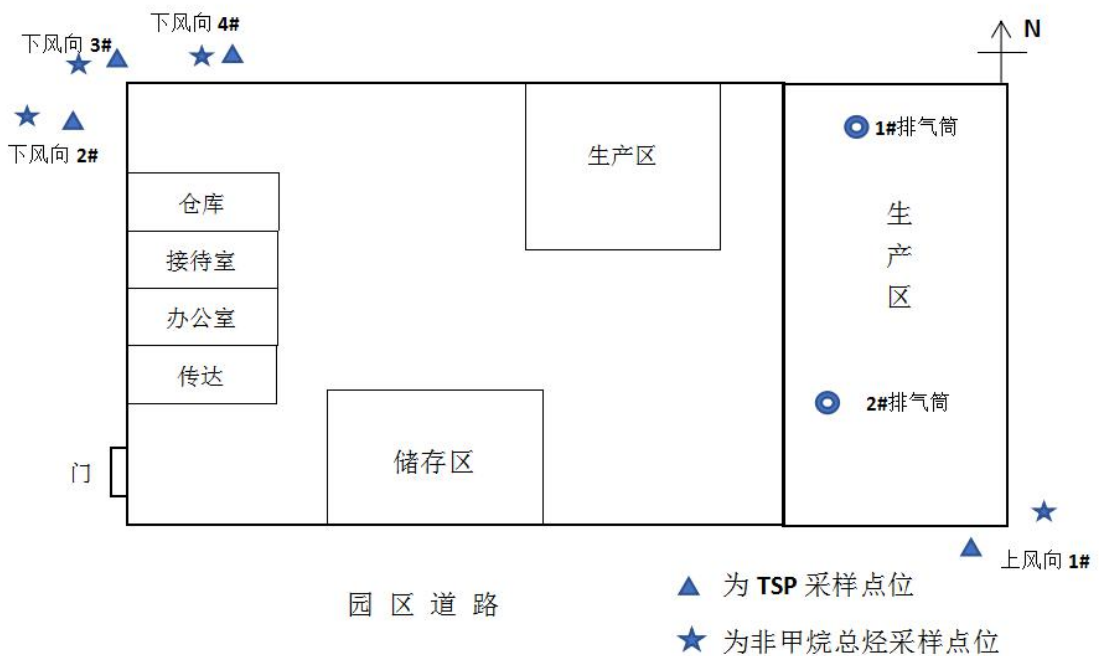 下风向 4#
下风向 3#
N
1#排气筒
下风向 2#
生产区
仓库
生产区
接待室
办公室
传达
2#排气筒
储存区
门
上风向 1#
为 TSP 采样点位
园区道路
为非甲烷总烃采样点位